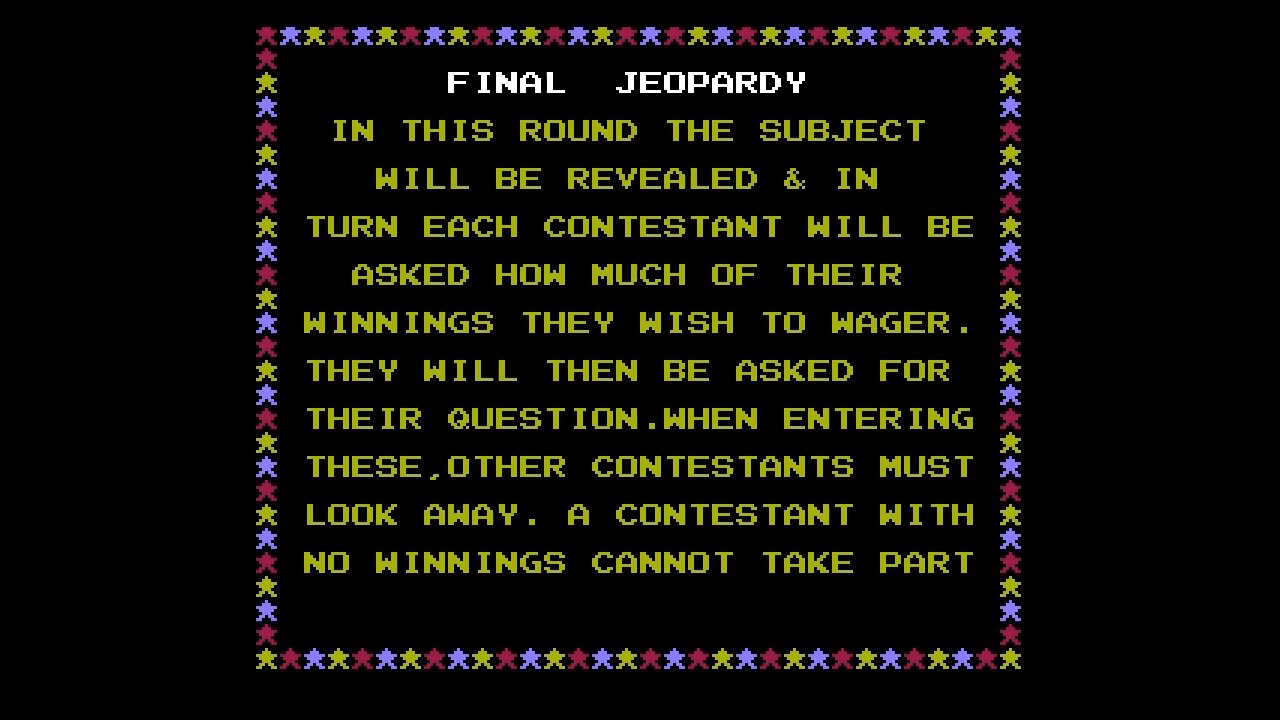 FINAL JEOPARDY
IN THIS ROUND THE SUBJECT
WILL BE REVEALED & IN
TURN EACH CONTESTANT WILL BE
ASKED HOW MUCH OF THEIR
WINNINGS THEY WISH TO WAGER.
THEY WILL THEN BE ASKED FOR
THEIR QUESTION.WHEN ENTERING
THESE,OTHER CONTESTANTS MUST
LOOK AWAY. A CONTESTANT WITH
NO WINNINGS CANNOT TAKE PART